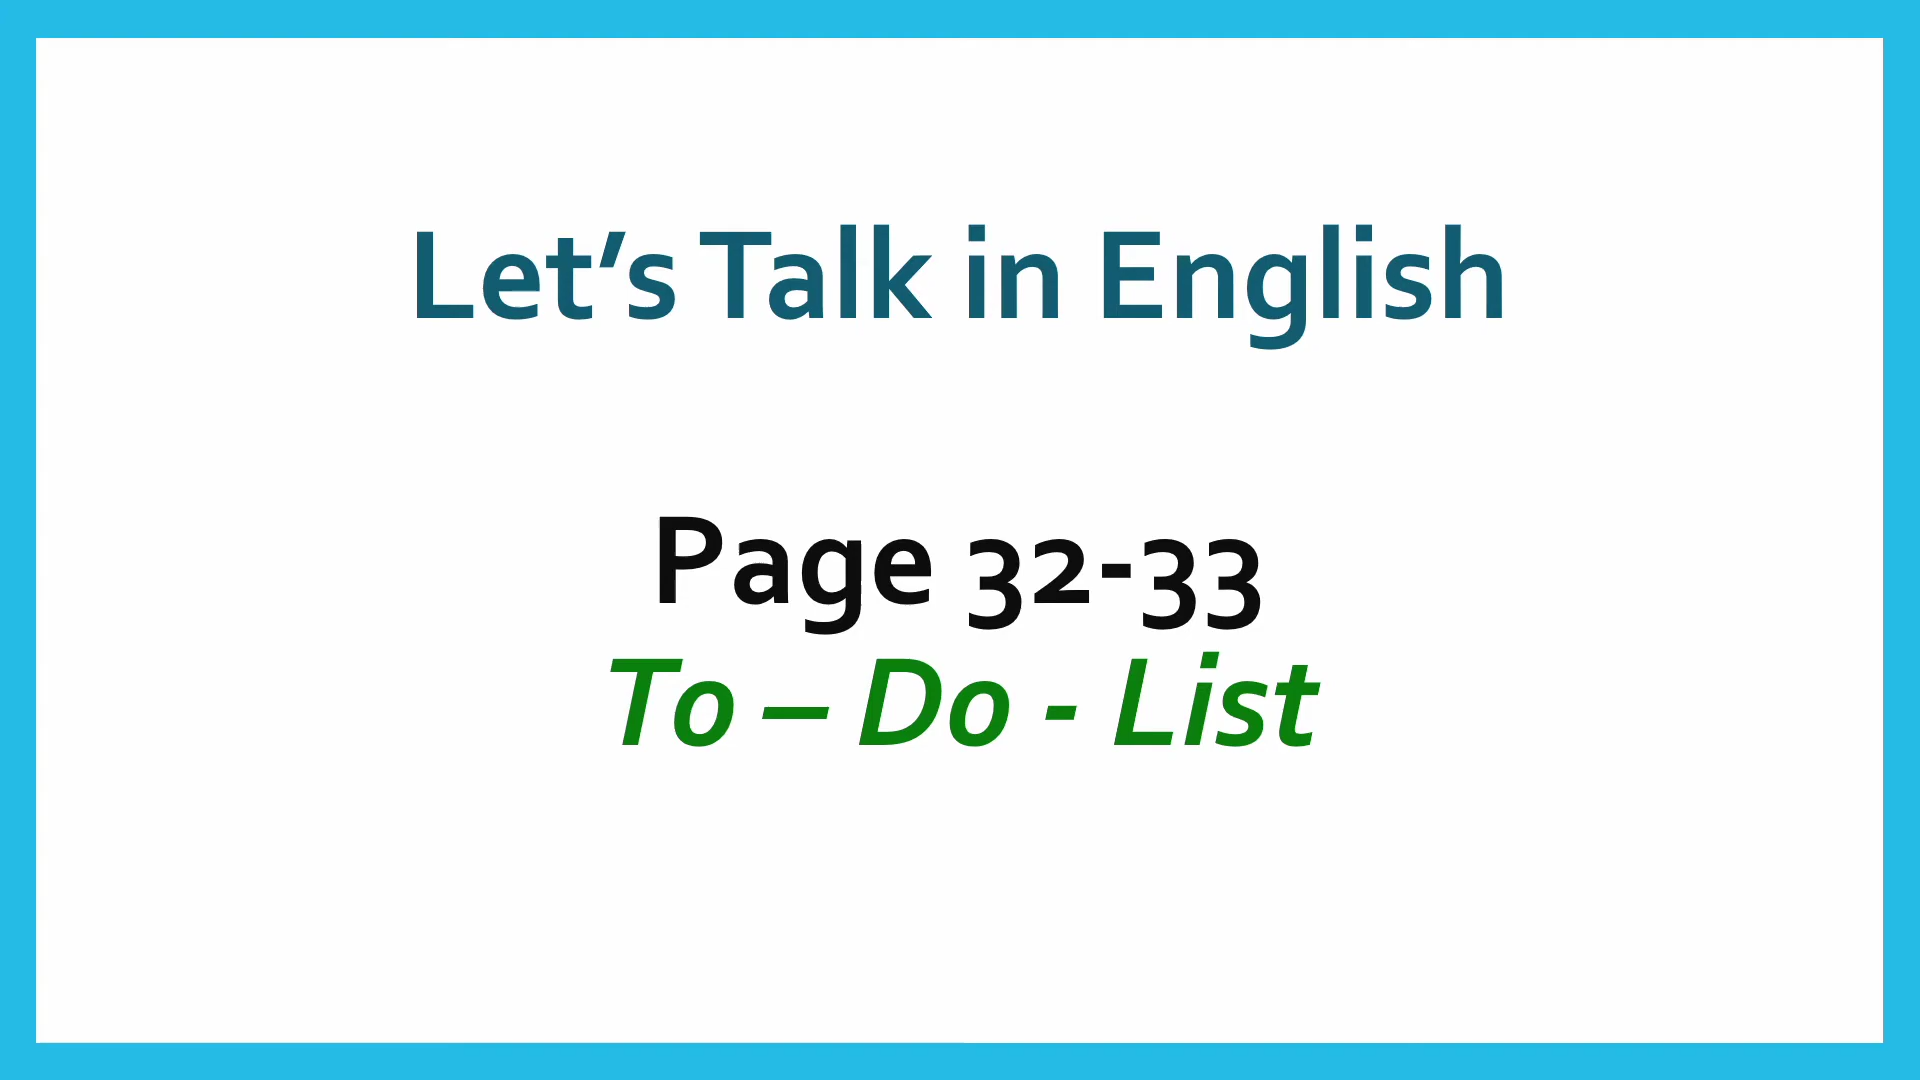 Let’s Talk in English
Page 32-33
To – Do - List